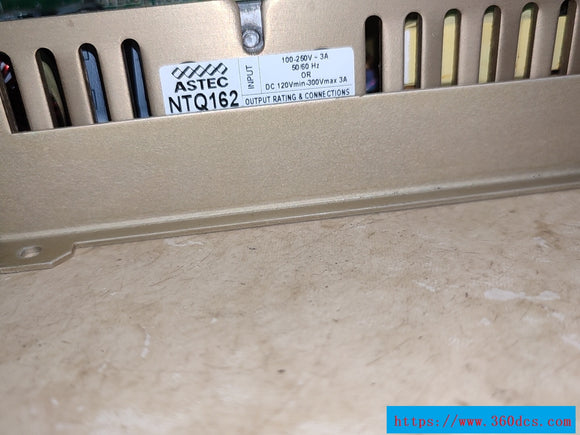 ASTEC
NTQ162
INPUT
100-250V ~ 3A
50/60 Hz
OR
DC 120Vmin-300Vmax 3A
OUTPUT RATING & CONNECTIONS
https://www.360dcs.com